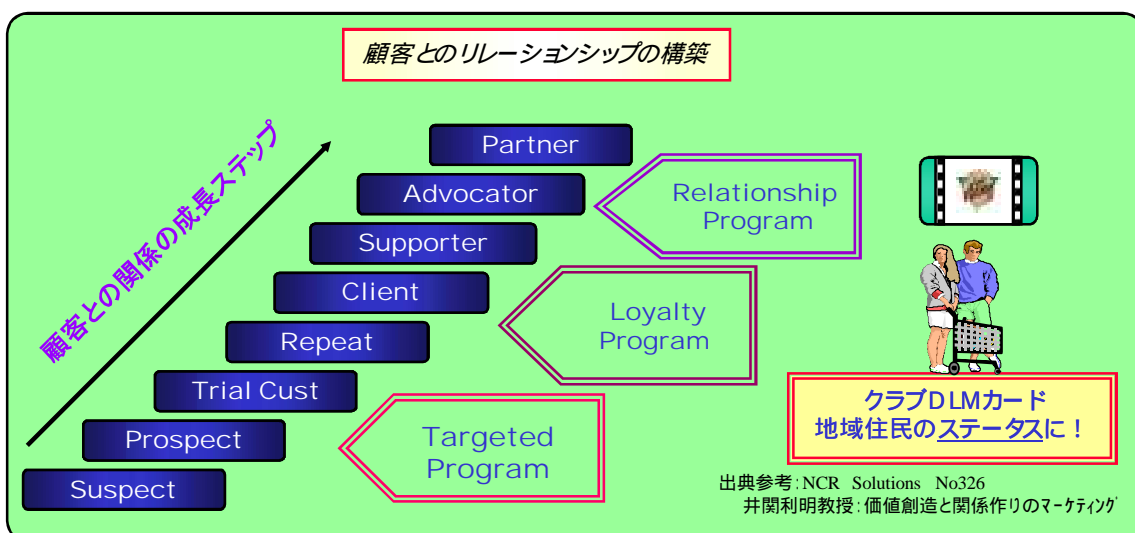 顧客とのリレーションシップの構築
顧客との関係の成長ステップ
Partner
Advocator
Supporter
Client
Repeat
Trial Cust
Prospect
Suspect
Relationship
Program
Loyalty
Program
Targeted
Program
クラブDLMカード
地域住民のステータスに！
出典参考：NCR Solutions No326
井関利明教授：価値創造と関係作りのマーケティング